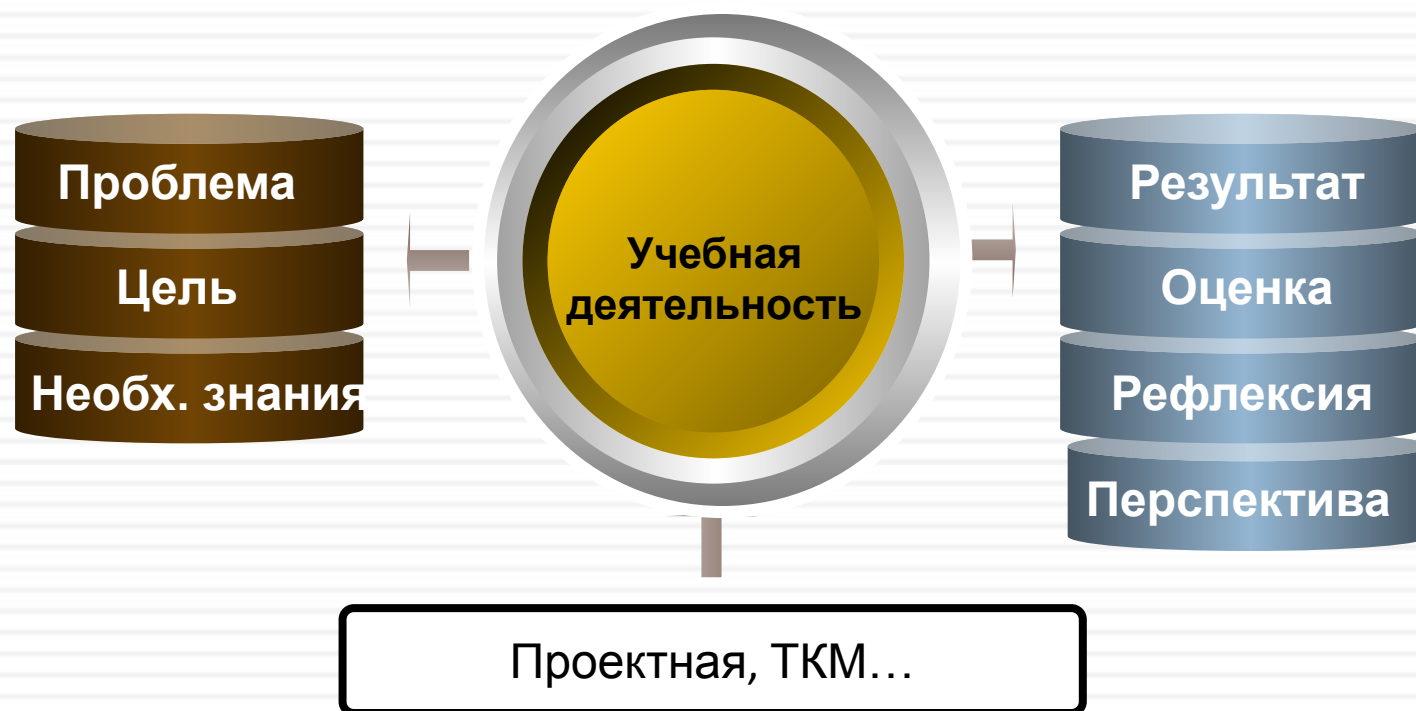 Проблема
Цель
Необх. знания
Учебная
деятельность
Результат
Оценка
Рефлексия
Перспектива
Проектная, ТКМ...